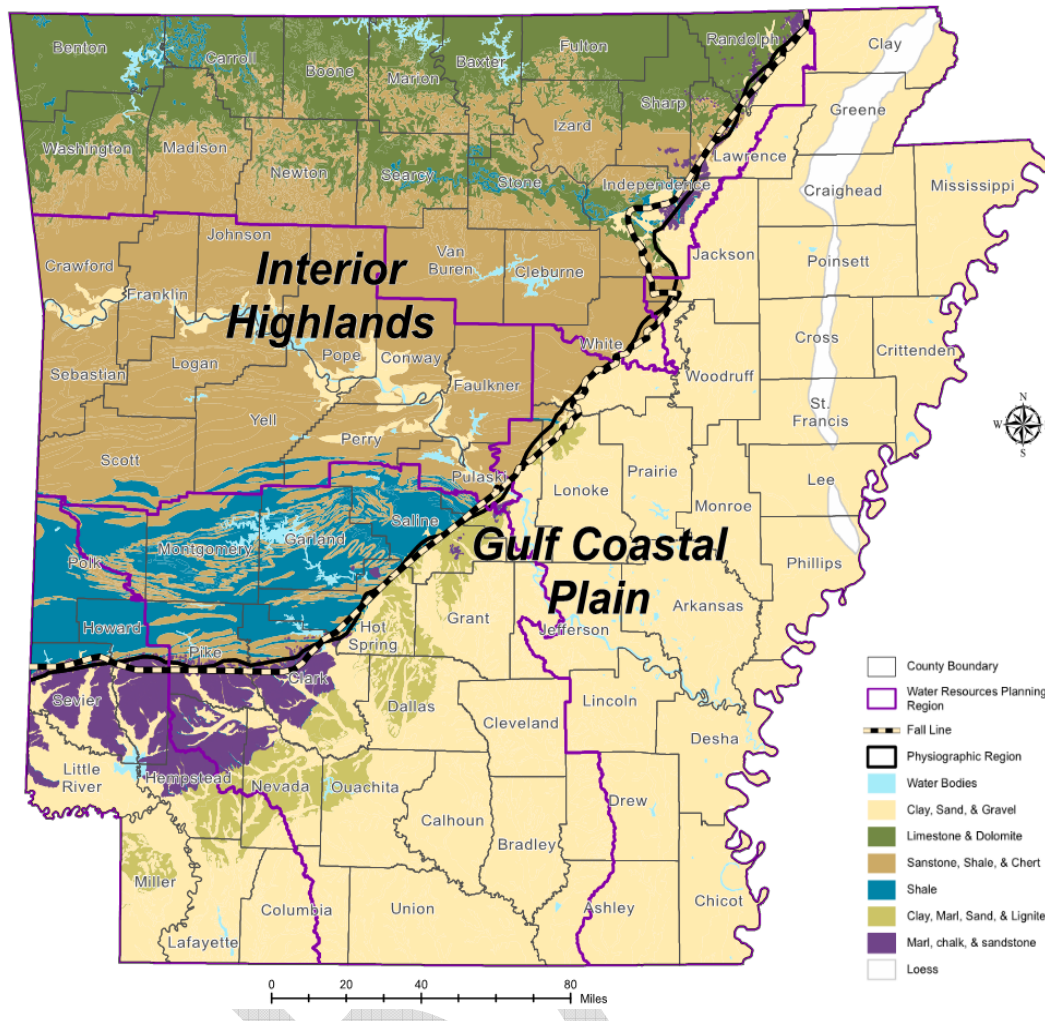 Benton
Carroll
Boone
Marion
Baxter
Fulton
Randolph
Clay
Sharp
Greene
Izard
Washington
Madison
Newton
Searcy
Stone
Independence
Lawrence
Craighead
Mississippi
Johnson
Van
Buren
Cleburne
Jackson
Poinsett
Crawford
Franklin
Interior
Highlands
Logan
Pope
Conway
White
Cross
Crittenden
Sebastian
Faulkner
Woodruff
St.
Francis
Yell
Perry
Scott
Pulaski
Prairie
Lonoke
Lee
Monroe
Saline
Garland
Montgomery
Polk
Gulf Coastal
Plain
Phillips
Arkansas
Howard
Pike
Hot
Spring
Grant
Jefferson
Clark
Sevier
Dallas
Cleveland
Lincoln
Desha
Little
River
Hempstead
Nevada
Ouachita
Calhoun
Drew
Bradley
Miller
Columbia
Union
Ashley
Chicot
Lafayette
N
W
E
S
County Boundary
Water Resources Planning
Region
Fall Line
Physiographic Region
Water Bodies
Clay, Sand, & Gravel
Limestone & Dolomite
Sanstone, Shale, & Chert
Shale
Clay, Marl, Sand, & Lignite
Marl, chalk, & sandstone
Loess
0 20 40 80
Miles